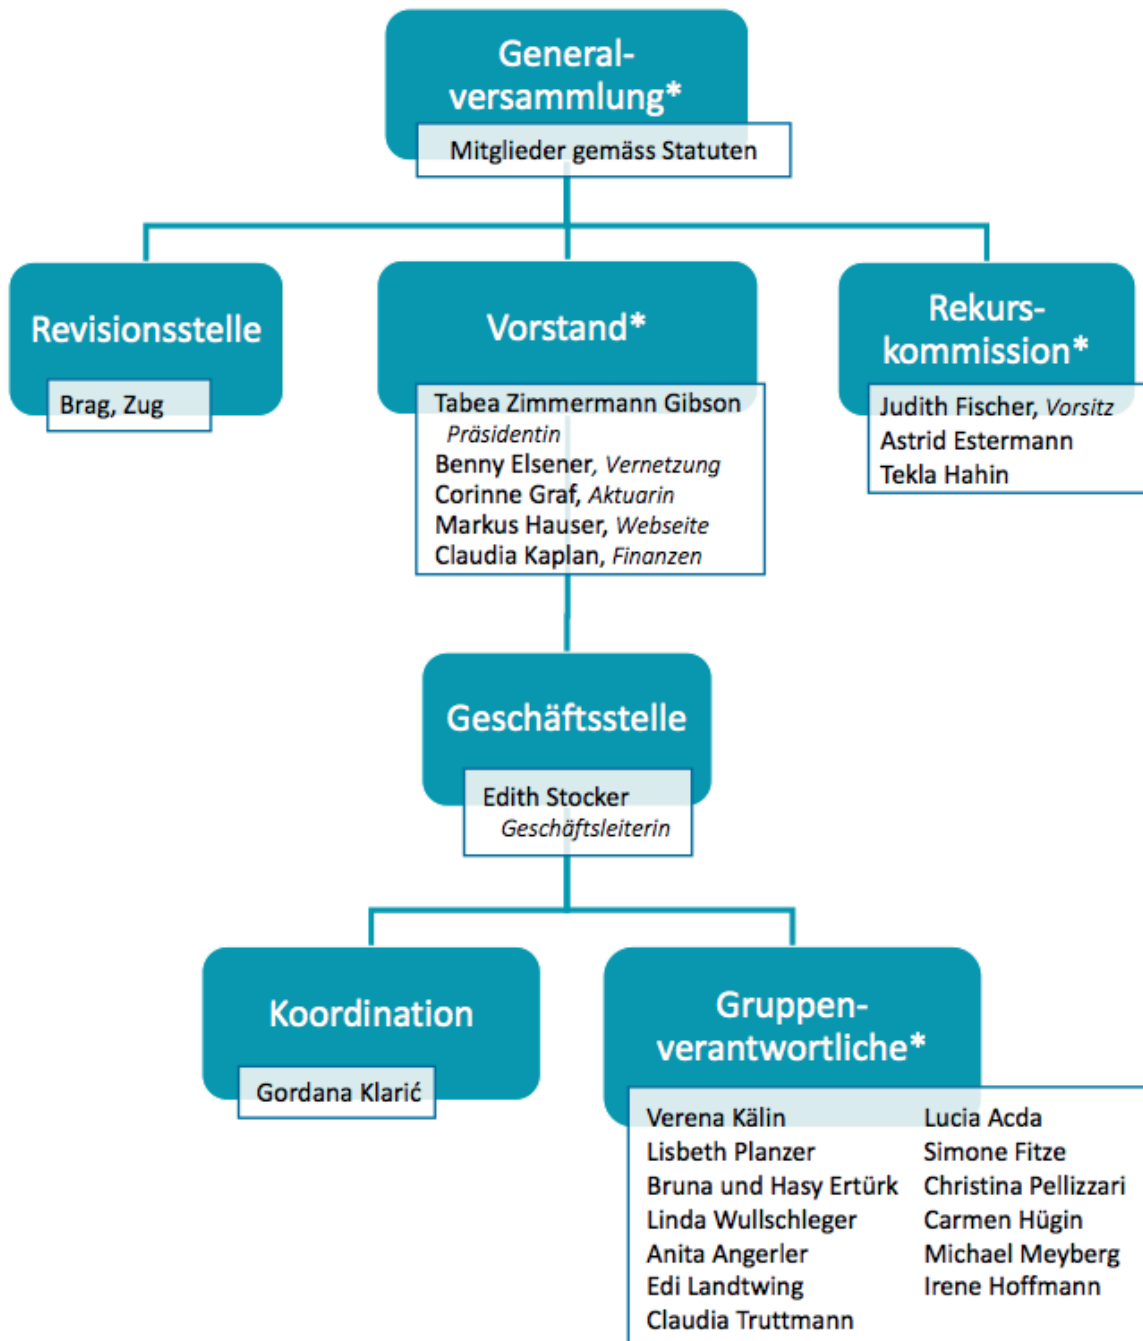 General-
versammlung*
Mitglieder gemäss Statuten
Revisionsstelle
Brag, Zug
Vorstand*
Tabea Zimmermann Gibson
Präsidentin
Benny Elsener, Vernetzung
Corinne Graf, Aktuarin
Markus Hauser, Webseite
Claudia Kaplan, Finanzen
Rekurs-
kommission*
Judith Fischer, Vorsitz
Astrid Estermann
Tekla Hahin
Geschäftsstelle
Edith Stocker
Geschäftsleiterin
Koordination
Gordana Klarić
Gruppen-
verantwortliche*
Verena Kälin
Lisbeth Planzer
Bruna und Hasy Ertürk
Linda Wullschleger
Anita Angerler
Edi Landtwing
Claudia Truttmann
Lucia Acda
Simone Fitze
Christina Pellizzari
Carmen Hügin
Michael Meyberg
Irene Hoffmann